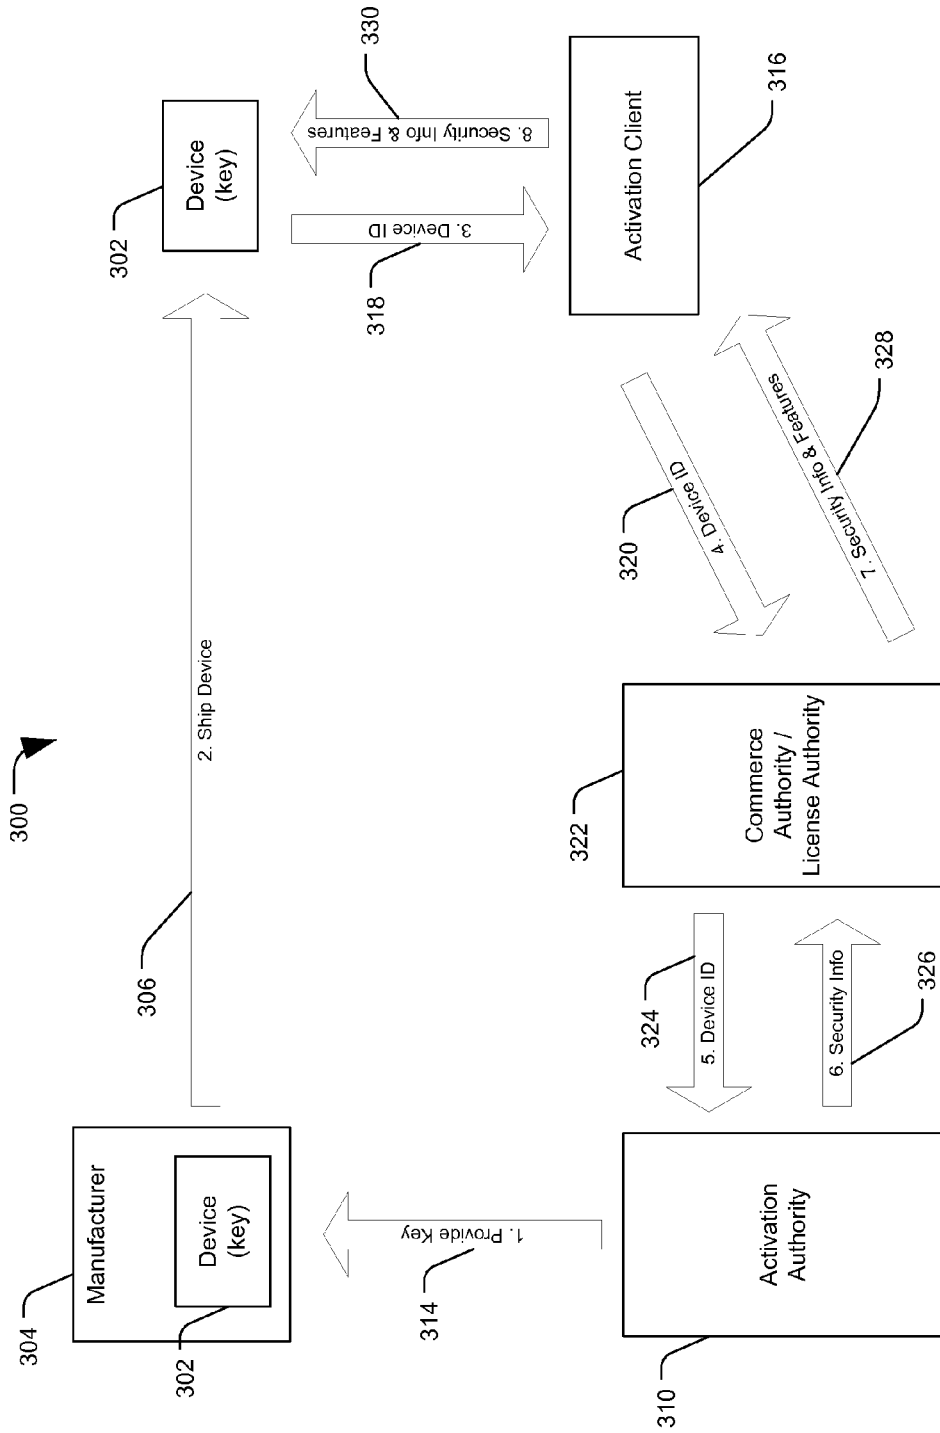 300
304
Manufacturer
Device
(key)
302
306
2. Ship Device
302
Device
(key)
314
1. Provide Key
318
3. Device ID
8. Security Info & Features
330
310
Activation
Authority
324
5. Device ID
6. Security Info
326
322
Commerce
Authority /
License Authority
320
4. Device ID
7. Security Info & Features
328
Activation Client
316